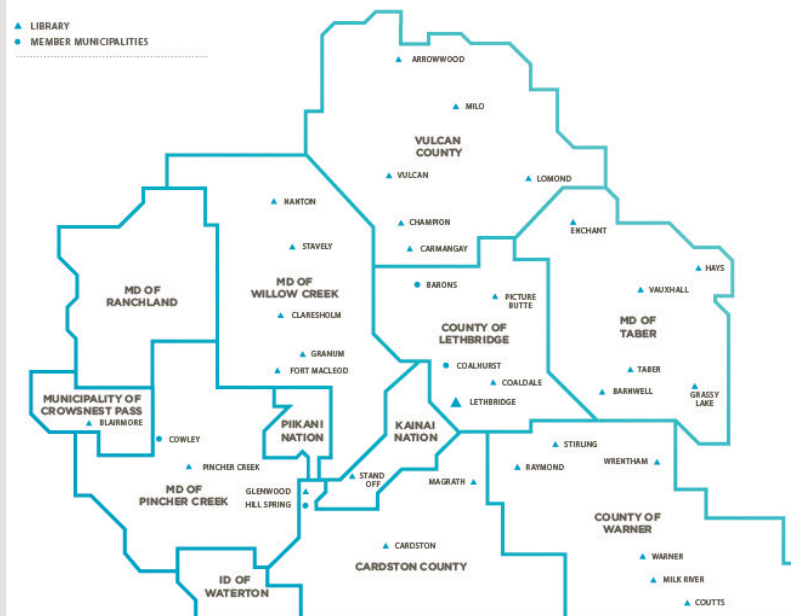 LIBRARY
MEMBER MUNICIPALITIES
ARROWWOOD
MILO
VULCAN
COUNTY
VULCAN
LOMOND
NANTON
CHAMPION
ENCHANT
STAVELY
CARMANGAY
HAYS
MD OF
RANCHLAND
MD OF
WILLOW CREEK
BARONS
PICTURE
BUTTE
VAUXHALL
CLARESHOLM
COUNTY OF
LETHBRIDGE
MD OF
TABER
GRANUM
FORT MACLEOD
COALHURST
COALDALE
TABER
BARNWELL
GRASSY
LAKE
MUNICIPALITY OF
CROWSNEST PASS
BLAIRMORE
LETHBRIDGE
PIIKANI
NATION
KAINAI
NATION
COWLEY
STIRLING
PINCHER CREEK
STAND
OFF
RAYMOND
WRENTHAM
MD OF
PINCHER CREEK
GLENWOOD
HILL SPRING
MAGRATH
COUNTY OF
WARNER
CARDSTON
CARDSTON COUNTY
WARNER
ID OF
WATERTON
MILK RIVER
COUTTS